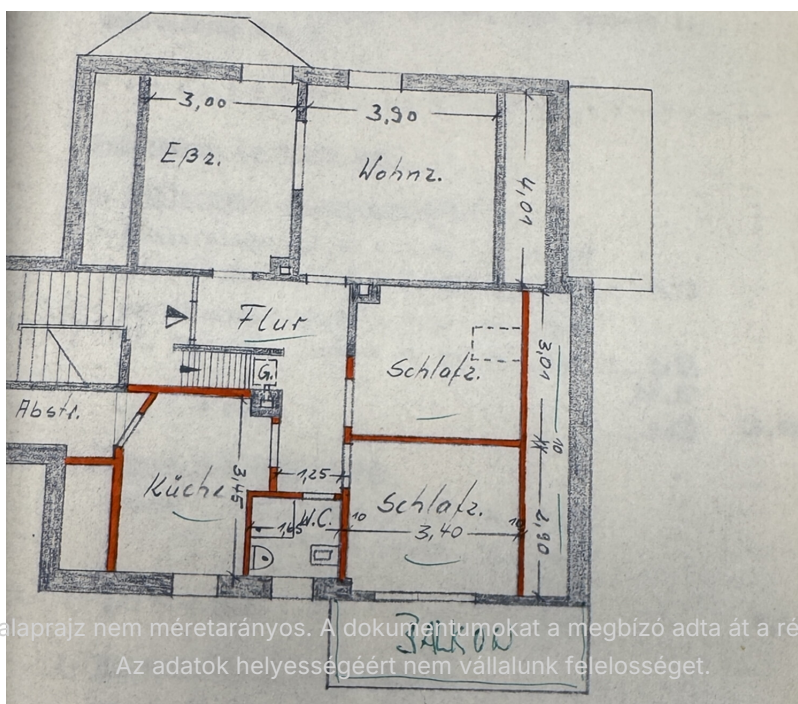 3,00
3,90
Eßz.
Wohnz.
4,01
Flur
G.
Schlafz.
3,01
Abstr.
10
Küche
3,45
1,25
Schlafz.
W.C.
1,65
10
3,40
10
2,90
alaprajz nem méretarányos. A dokumentumokat a megbízó adta át a ré
BALKON
Az adatok helyességéért nem vállalunk felelosséget.